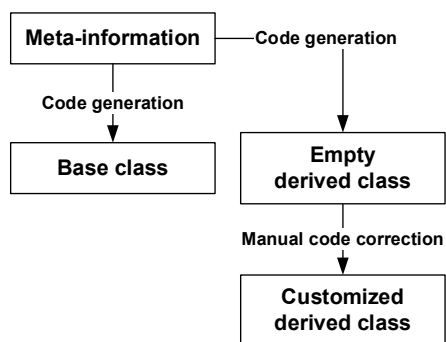 Meta-information
Code generation
Code generation
Base class
Empty
derived class
Manual code correction
Customized
derived class